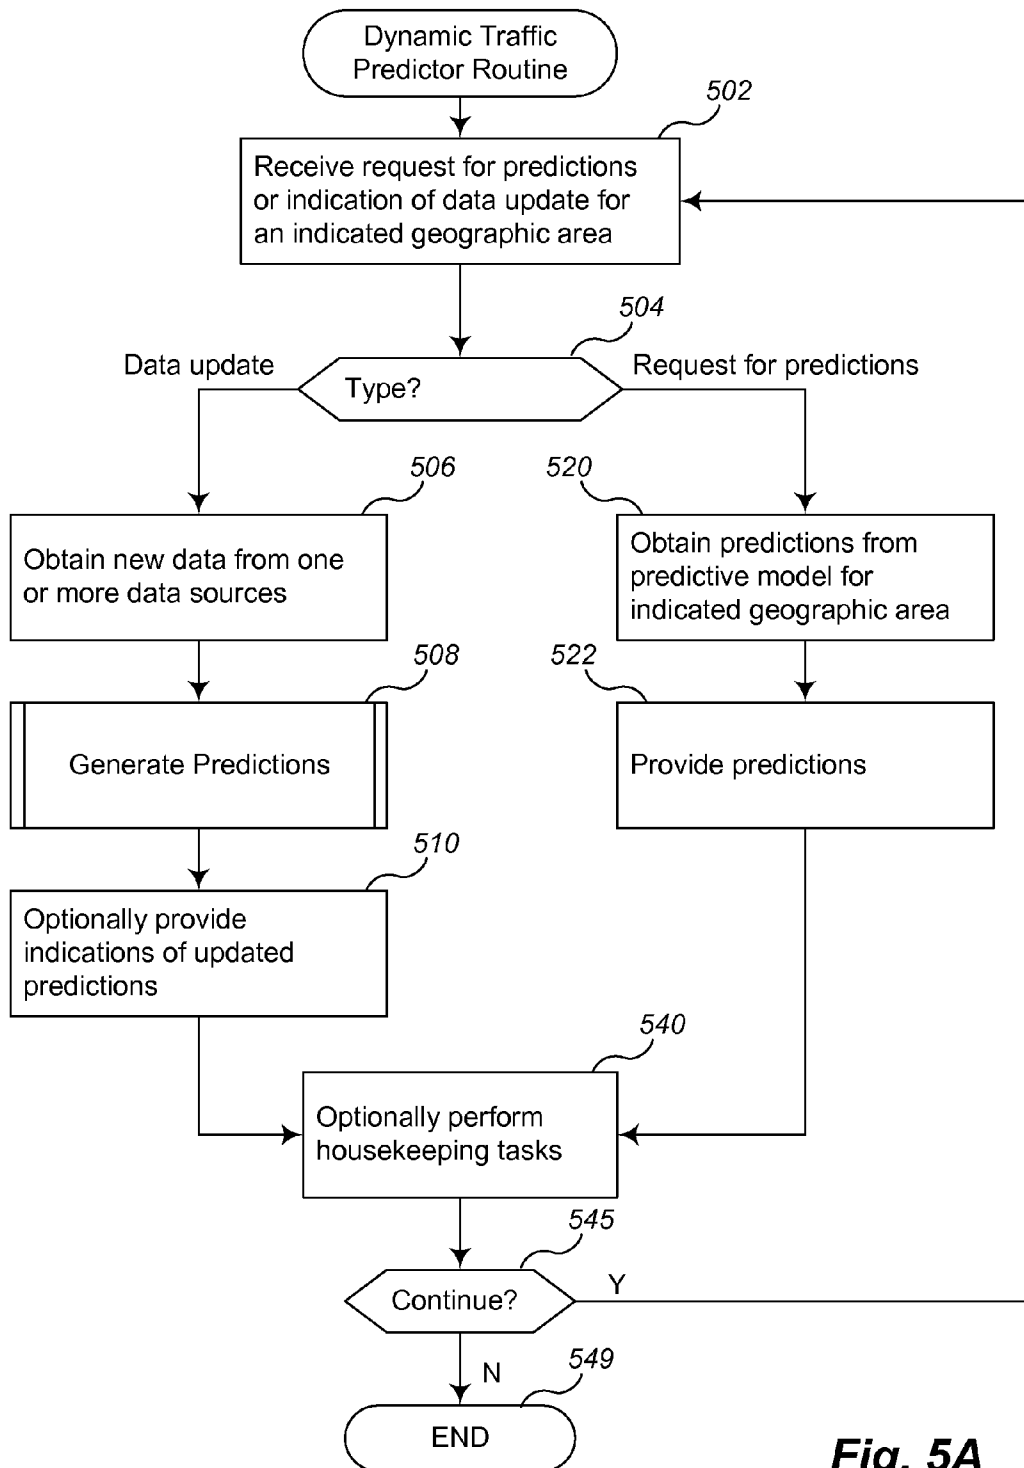 Dynamic Traffic
Predictor Routine
502
Receive request for predictions
or indication of data update for
an indicated geographic area
504
Data update
Type?
Request for predictions
506
520
Obtain new data from one
or more data sources
Obtain predictions from
predictive model for
indicated geographic area
508
522
Generate Predictions
Provide predictions
510
Optionally provide
indications of updated
predictions
540
Optionally perform
housekeeping tasks
545
Continue?
Y
N
549
END
Fig. 5A